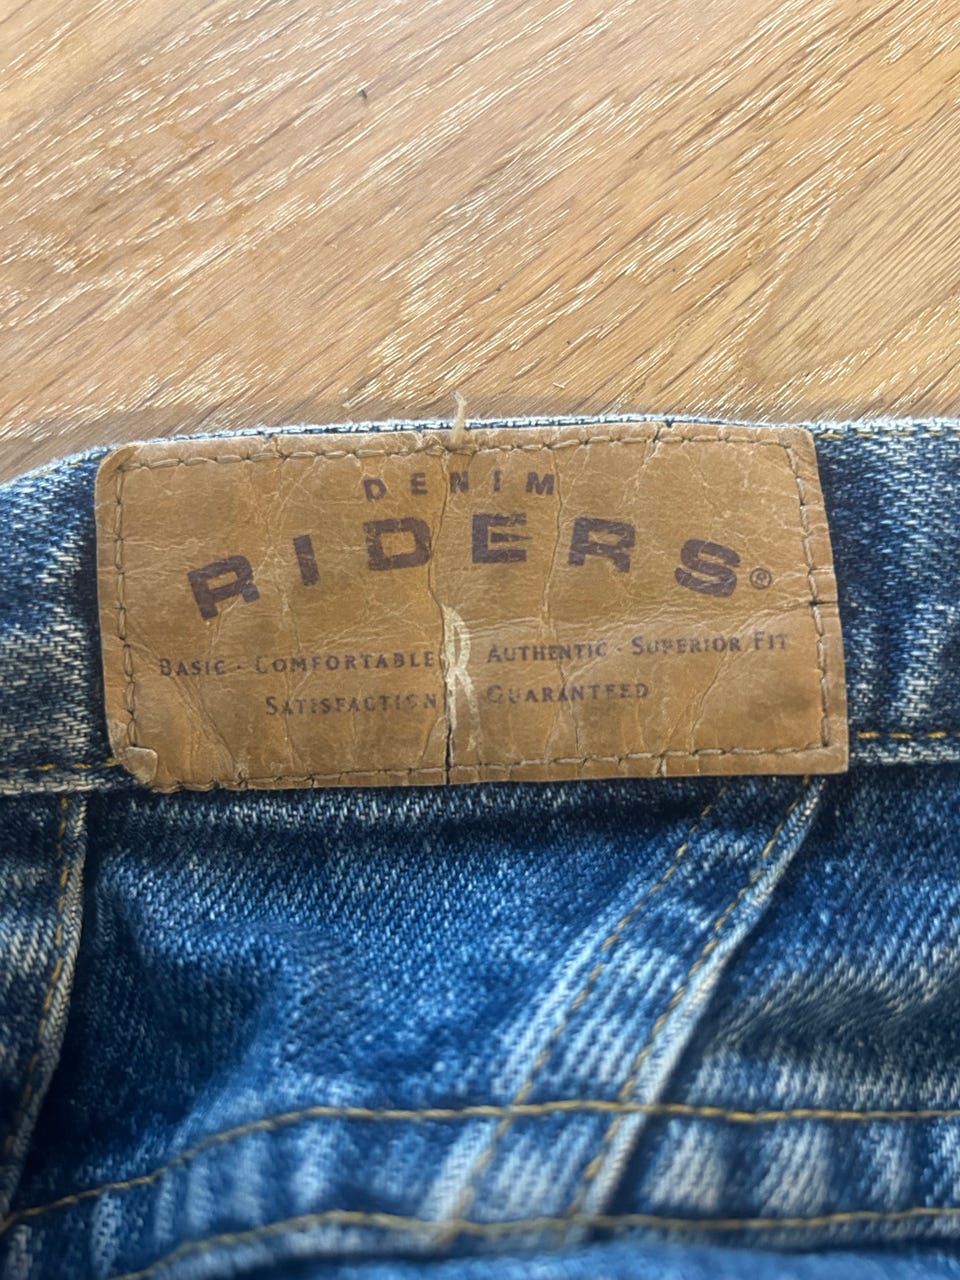 DENIM
RIDERS®
BASIC · COMFORTABLE R AUTHENTIC · SUPERIOR FIT
SATISFACTION GUARANTEED